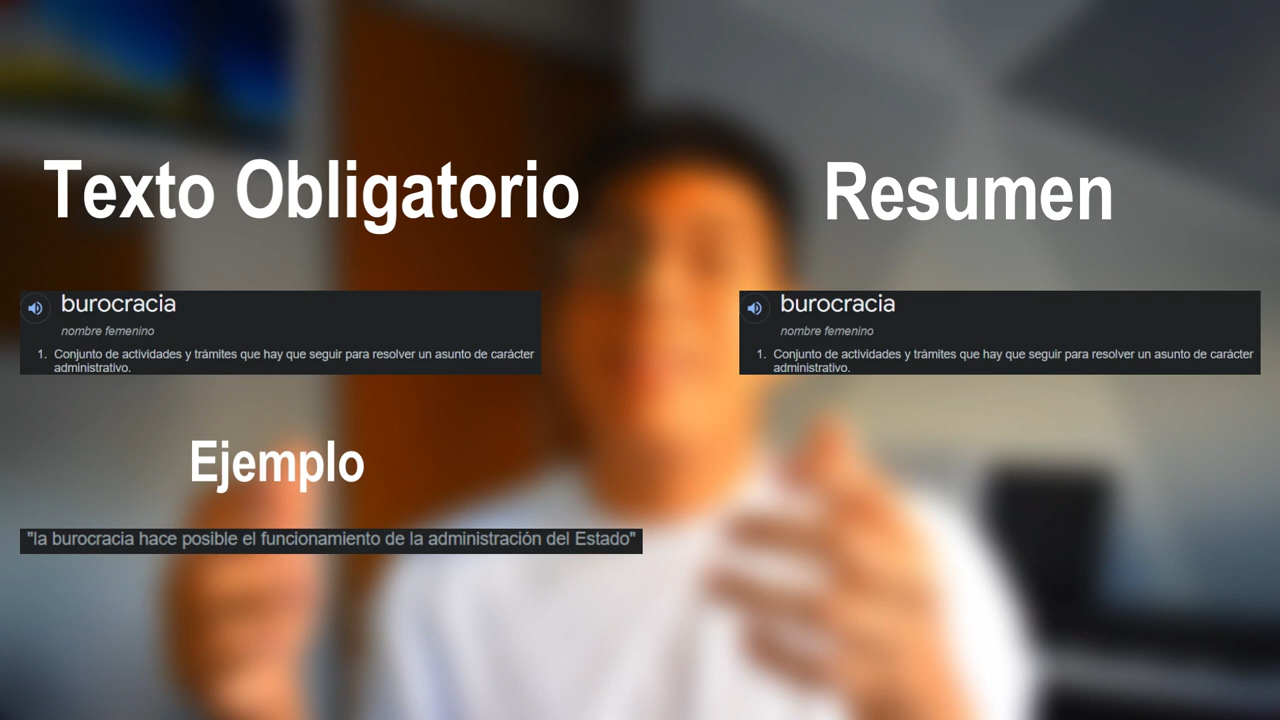 Texto Obligatorio
burocracia
nombre femenino
1. Conjunto de actividades y trámites que hay que seguir para resolver un asunto de carácter
administrativo.
Ejemplo
"la burocracia hace posible el funcionamiento de la administración del Estado"
Resumen
burocracia
nombre femenino
1. Conjunto de actividades y trámites que hay que seguir para resolver un asunto de carácter
administrativo.